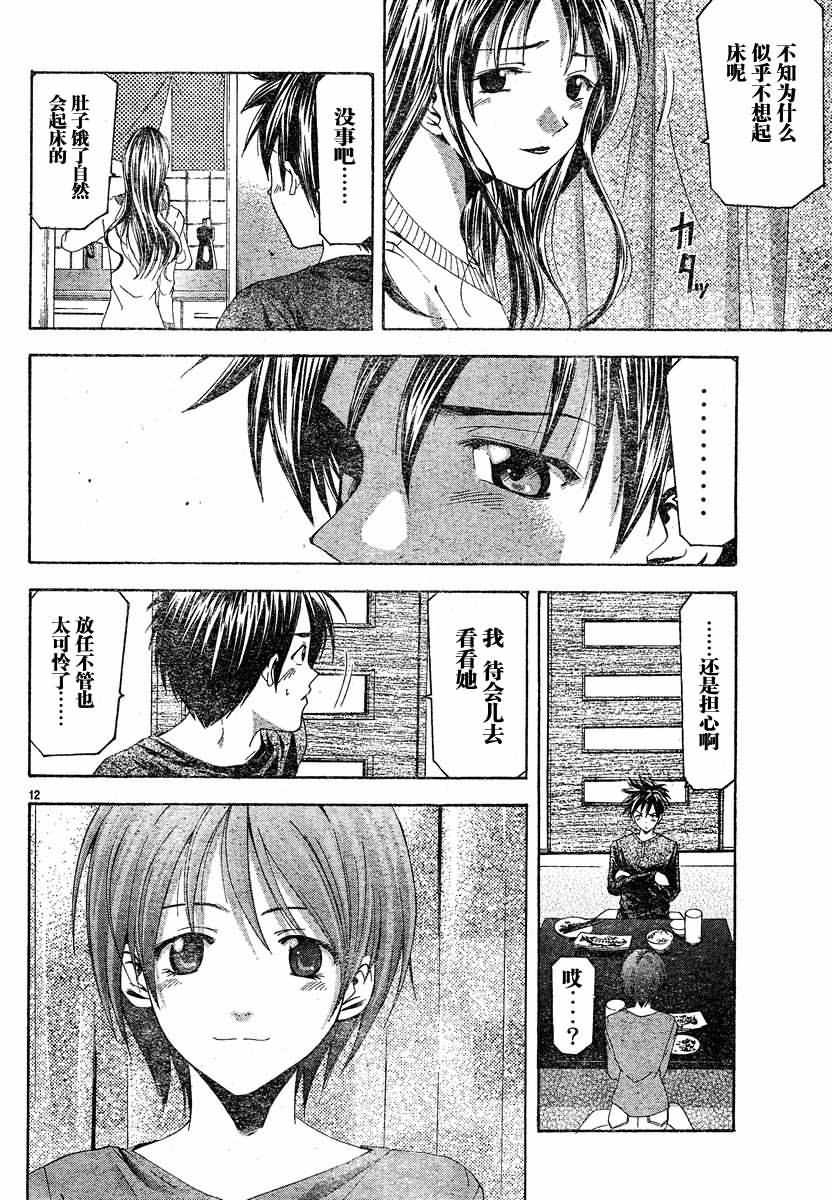 不知为什么
似乎不想起
床呢
カタッ
没事吧……
肚子饿了自然
会起床的
…………
……还是担心啊
哎……?
我 待会儿去
看看她
放任不管也
太可怜了……
12